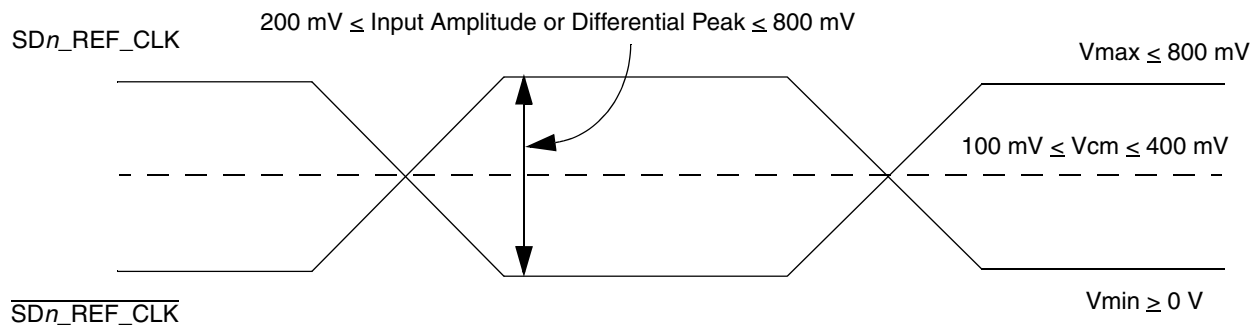 200 mV ≤ Input Amplitude or Differential Peak ≤ 800 mV
SDn_REF_CLK
Vmax ≤ 800 mV
100 mV ≤ Vcm ≤ 400 mV
Vmin ≥ 0 V
SDn_REF_CLK